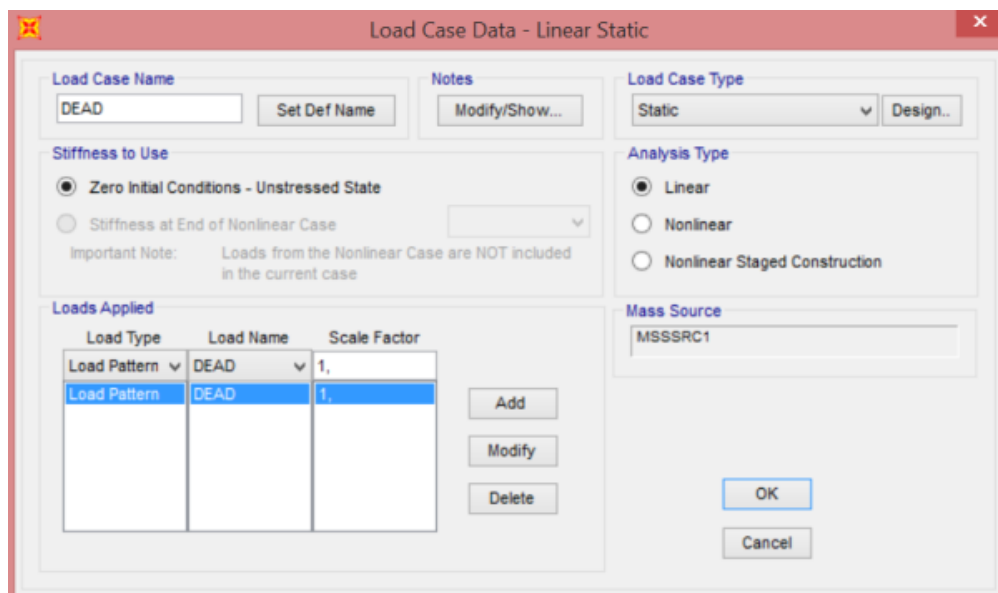 Load Case Data - Linear Static
Load Case Name
DEAD
Set Def Name
Notes
Modify/Show...
Load Case Type
Static
Design..
Stiffness to Use
Zero Initial Conditions - Unstressed State
Stiffness at End of Nonlinear Case
Important Note: Loads from the Nonlinear Case are NOT included
in the current case
Analysis Type
Linear
Nonlinear
Nonlinear Staged Construction
Loads Applied
Load Type Load Name Scale Factor
Load Pattern DEAD 1,
Load Pattern DEAD 1,
Add
Modify
Delete
Mass Source
MSSSRC1
OK
Cancel